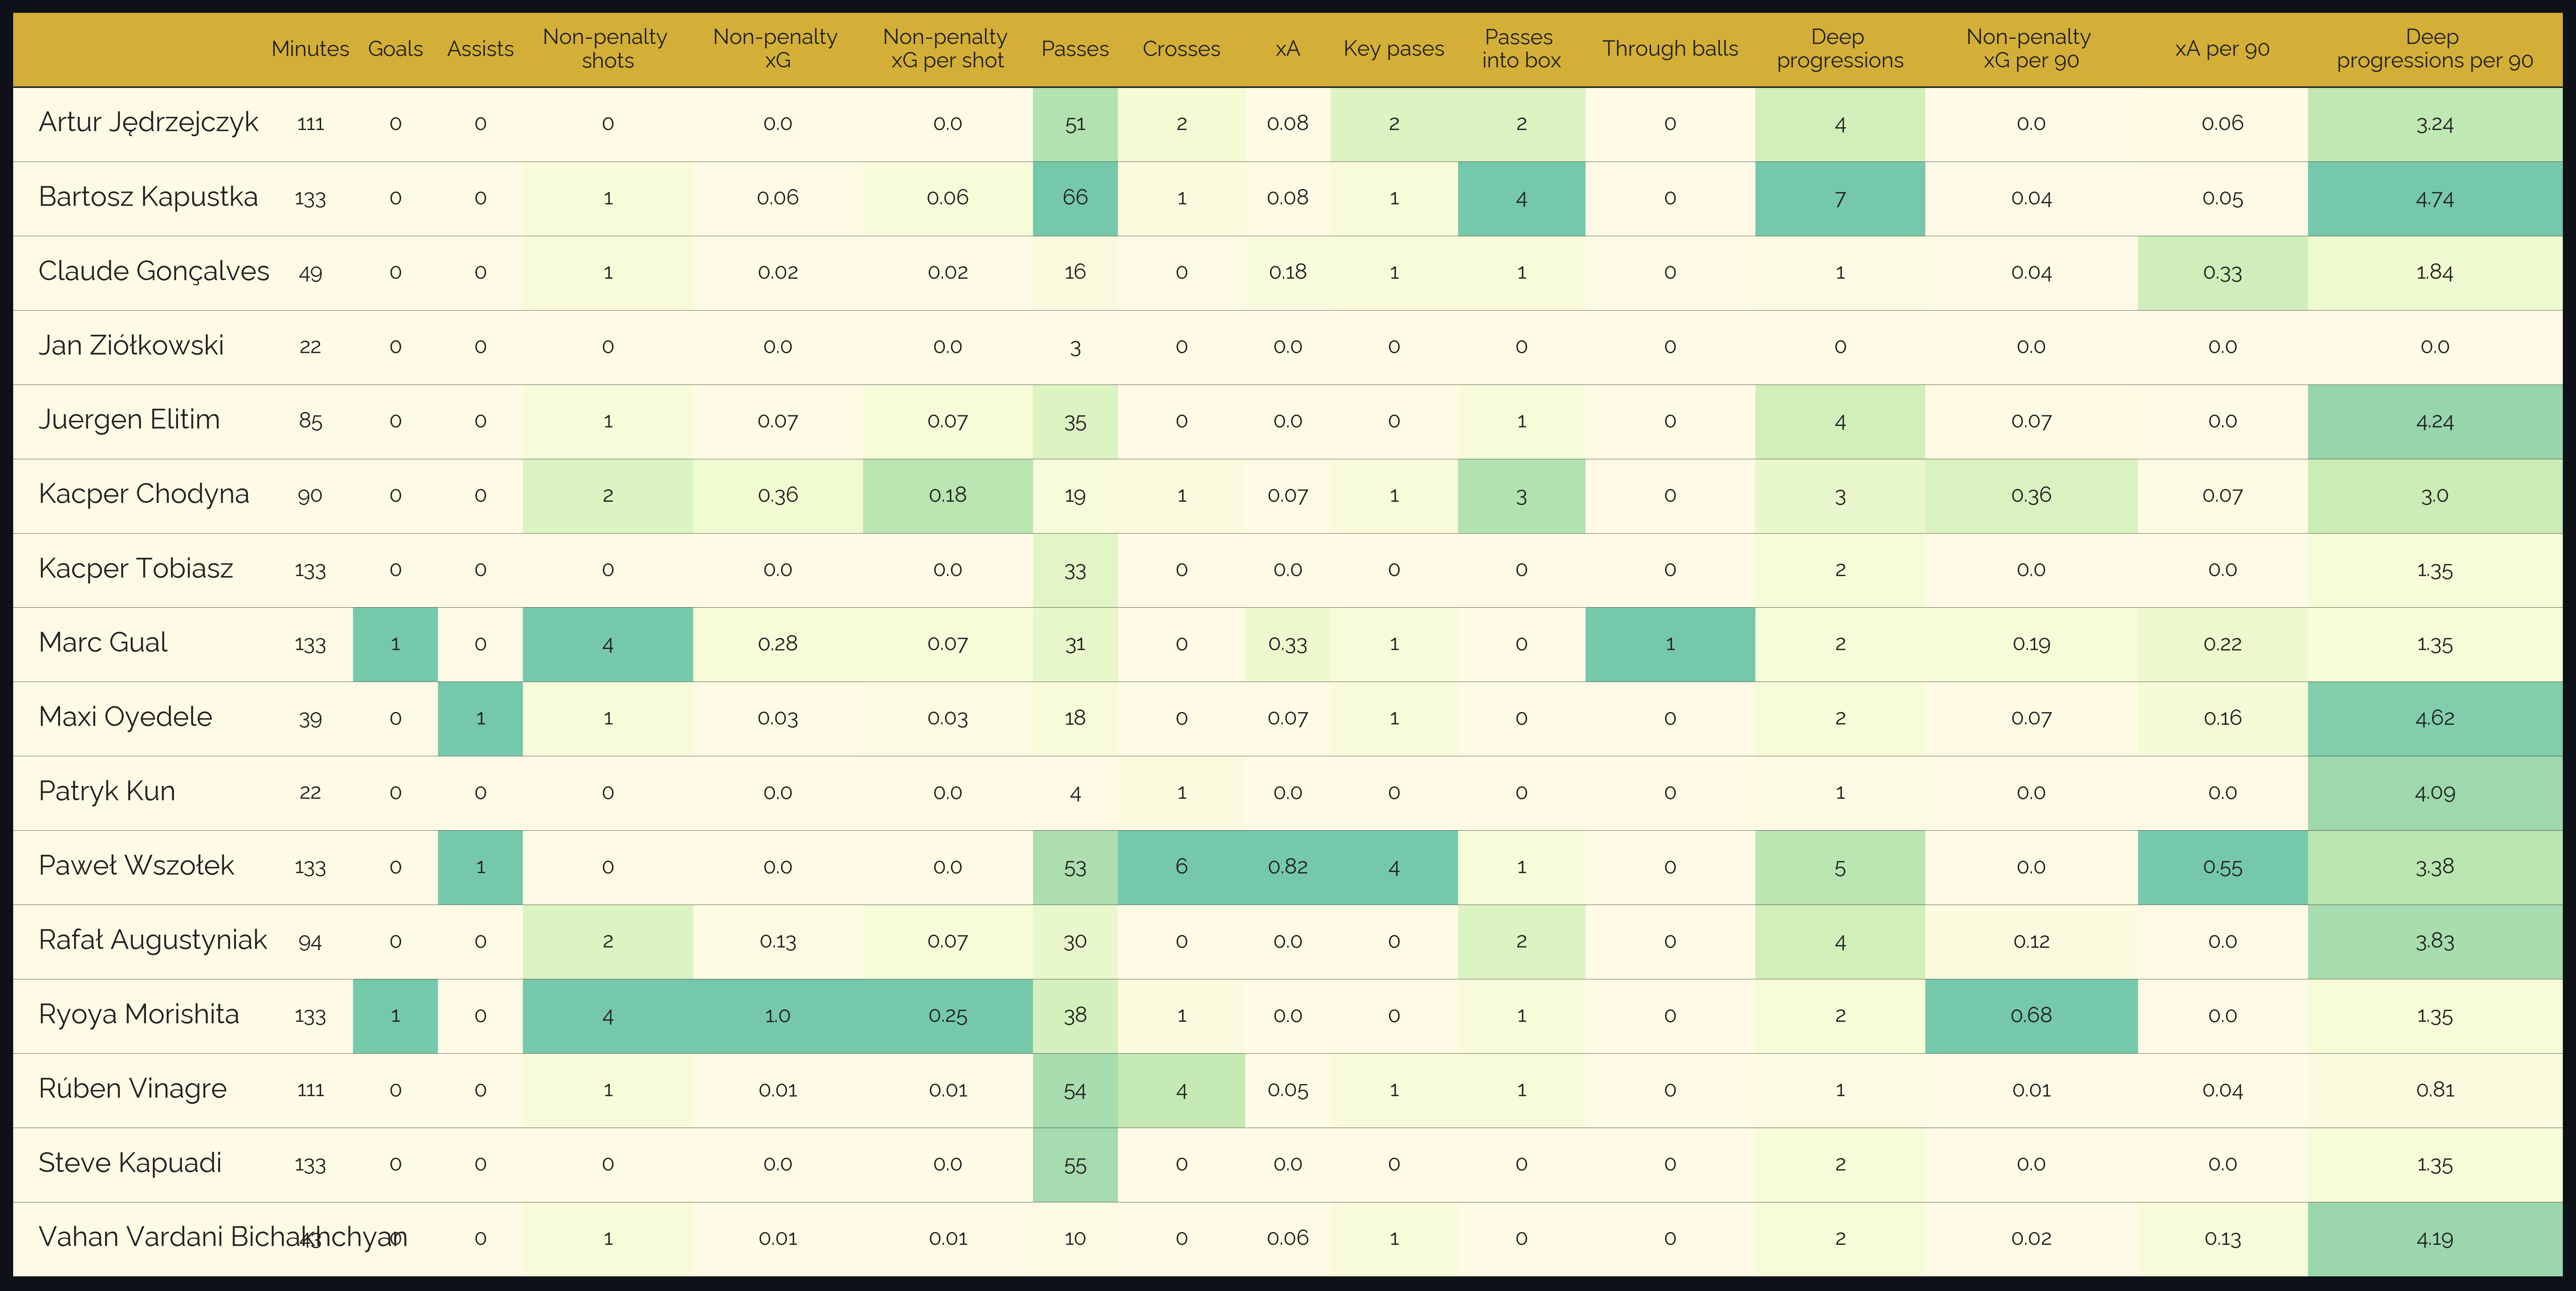 Minutes Goals Assists Non-penalty shots Non-penalty xG Non-penalty xG per shot Passes Crosses xA Key pases Passes into box Through balls Deep progressions Non-penalty xG per 90 xA per 90 Deep progressions per 90
Artur Jędrzejczyk 111 0 0 0 0.0 0.0 51 2 0.08 2 2 0 4 0.0 0.06 3.24
Bartosz Kapustka 133 0 0 1 0.06 0.06 66 1 0.08 1 4 0 7 0.04 0.05 4.74
Claude Gonçalves 49 0 0 1 0.02 0.02 16 0 0.18 1 1 0 1 0.04 0.33 1.84
Jan Ziółkowski 22 0 0 0 0.0 0.0 3 0 0.0 0 0 0 0 0.0 0.0 0.0
Juergen Elitim 85 0 0 1 0.07 0.07 35 0 0.0 0 1 0 4 0.07 0.0 4.24
Kacper Chodyna 90 0 0 2 0.36 0.18 19 1 0.07 1 3 0 3 0.36 0.07 3.0
Kacper Tobiasz 133 0 0 0 0.0 0.0 33 0 0.0 0 0 0 2 0.0 0.0 1.35
Marc Gual 133 1 0 4 0.28 0.07 31 0 0.33 1 0 1 2 0.19 0.22 1.35
Maxi Oyedele 39 0 1 1 0.03 0.03 18 0 0.07 1 0 0 2 0.07 0.16 4.62
Patryk Kun 22 0 0 0 0.0 0.0 4 1 0.0 0 0 0 1 0.0 0.0 4.09
Paweł Wszołek 133 0 1 0 0.0 0.0 53 6 0.82 4 1 0 5 0.0 0.55 3.38
Rafał Augustyniak 94 0 0 2 0.13 0.07 30 0 0.0 0 2 0 4 0.12 0.0 3.83
Ryoya Morishita 133 1 0 4 1.0 0.25 38 1 0.0 0 1 0 2 0.68 0.0 1.35
Rúben Vinagre 111 0 0 1 0.01 0.01 54 4 0.05 1 1 0 1 0.01 0.04 0.81
Steve Kapuadi 133 0 0 0 0.0 0.0 55 0 0.0 0 0 0 2 0.0 0.0 1.35
Vahan Vardani Bichakhchyan 43 0 0 1 0.01 0.01 10 0 0.06 1 0 0 2 0.02 0.13 4.19